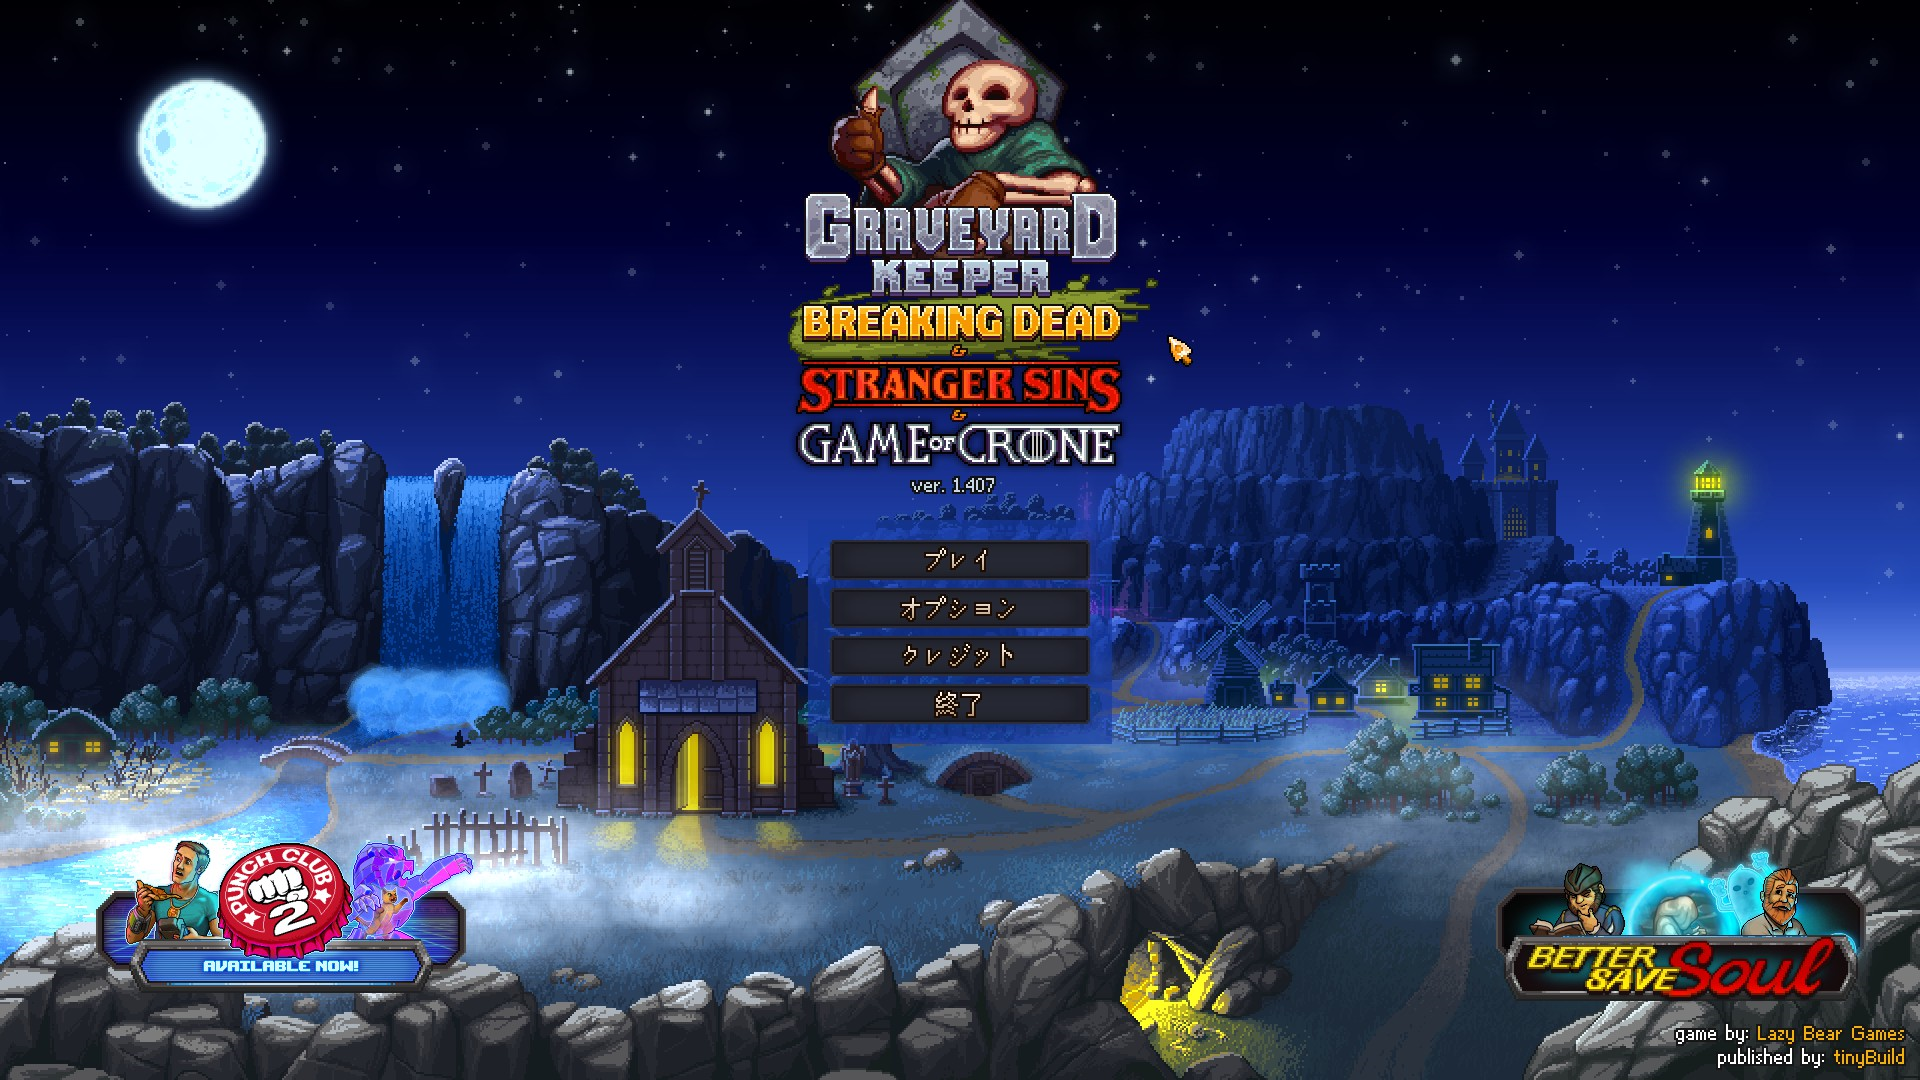 GRAVEYARD
KEEPER
BREAKING DEAD
&
STRANGER SINS
&
GAME OF CRONE
ver. 1.407
プレイ
オプション
クレジット
終了
PUNCH CLUB
2
AVAILABLE NOW!
BETTER
SAVE Soul
game by: Lazy Bear Games
published by: tinyBuild